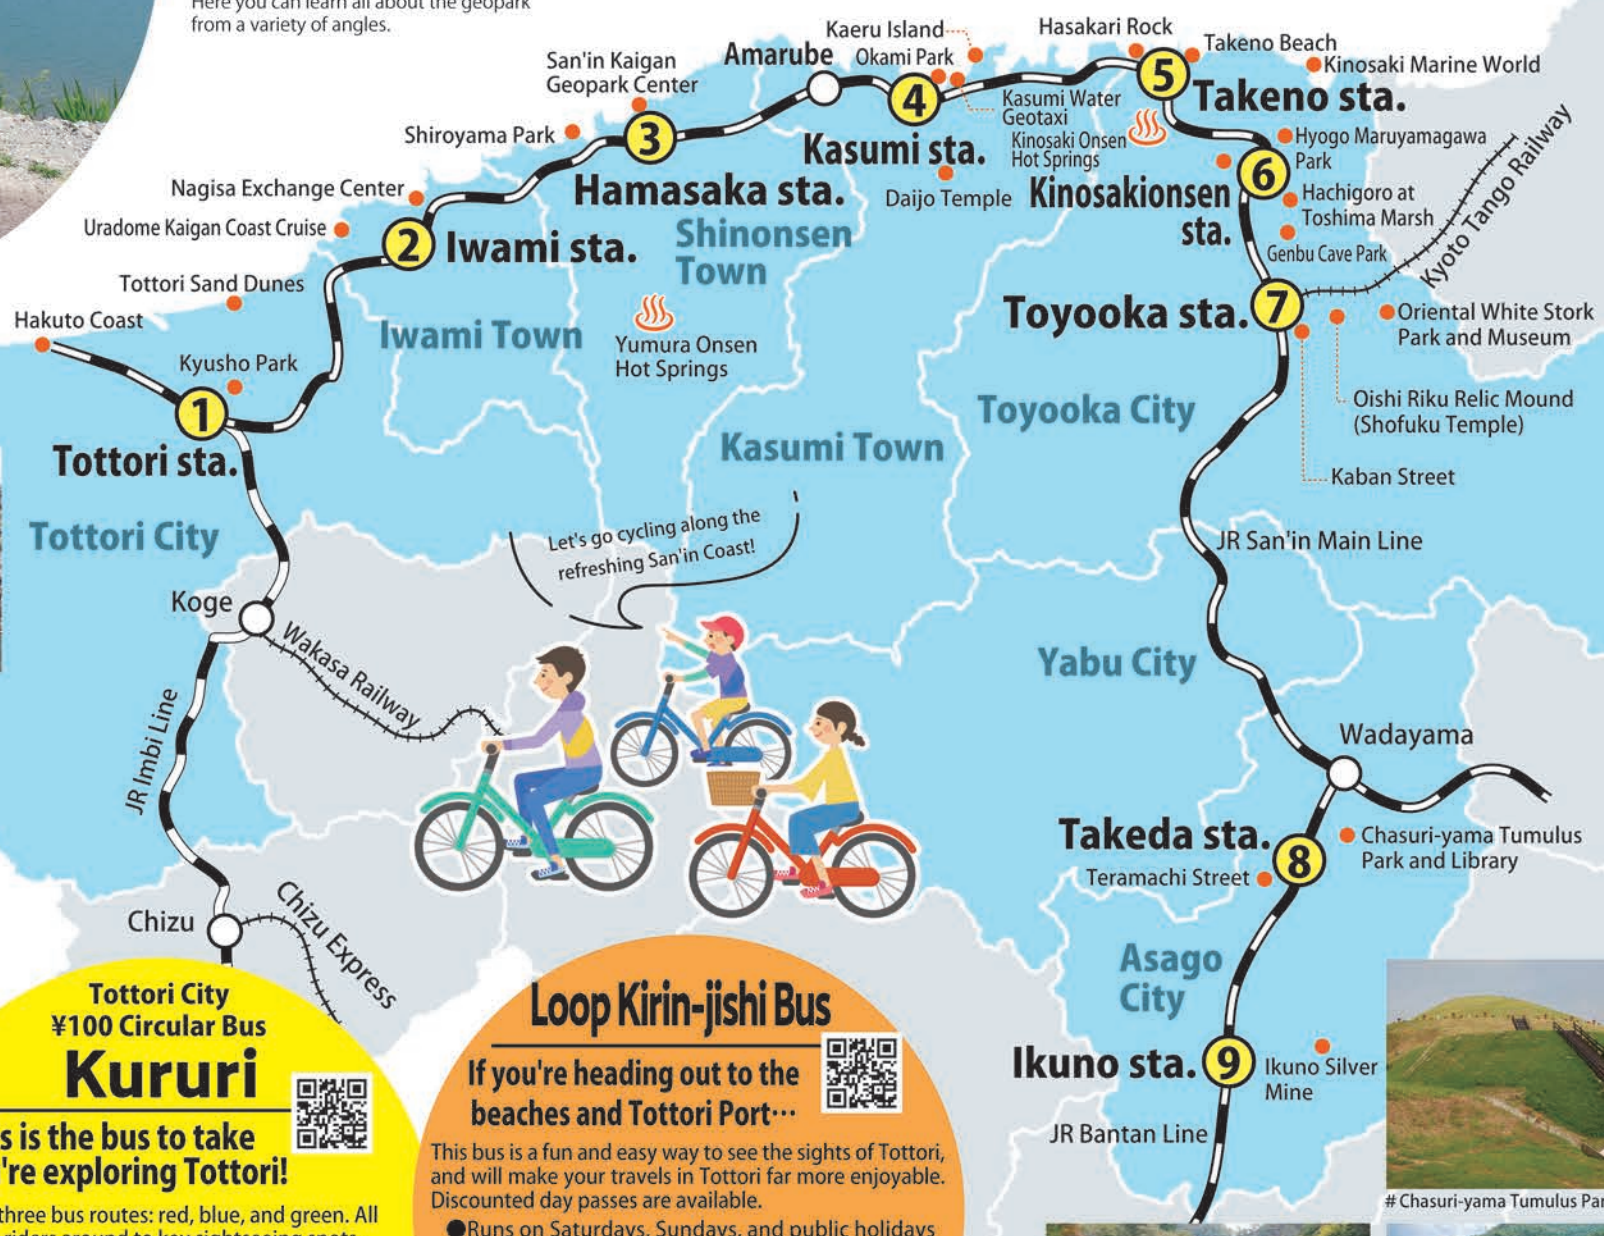 Here you can learn all about the geopark
from a variety of angles.
Kaeru Island
Hasakari Rock
Amarube
Okami Park
Takeno Beach
San'in Kaigan
Geopark Center
Kinosaki Marine World
5
Takeno sta.
4
Kasumi Water
Geotaxi
Shiroyama Park
3
Kasumi sta.
Kinosaki Onsen
Hot Springs
Hyogo Maruyamagawa
Park
6
Nagisa Exchange Center
Hamasaka sta.
Daijo Temple
Kinosakionsen
sta.
Hachigoro at
Toshima Marsh
Uradome Kaigan Coast Cruise
2
Iwami sta.
Shinonsen
Town
Genbu Cave Park
Kyoto Tango Railway
Tottori Sand Dunes
Hakuto Coast
Toyooka sta.
7
Oriental White Stork
Park and Museum
Iwami Town
Yumura Onsen
Hot Springs
Kyusho Park
1
Toyooka City
Oishi Riku Relic Mound
(Shofuku Temple)
Tottori sta.
Kasumi Town
Kaban Street
Tottori City
Let's go cycling along the
refreshing San'in Coast!
JR San'in Main Line
Koge
Wakasa Railway
Yabu City
JR Imbi Line
Wadayama
Takeda sta.
8
Chasuri-yama Tumulus
Park and Library
Teramachi Street
Chizu
Chizu Express
Asago
City
Ikuno sta.
9
Ikuno Silver
Mine
JR Bantan Line
Tottori City
¥100 Circular Bus
Kururi
s is the bus to take
're exploring Tottori!
three bus routes: red, blue, and green. All
Loop Kirin-jishi Bus
If you're heading out to the
beaches and Tottori Port…
This bus is a fun and easy way to see the sights of Tottori,
and will make your travels in Tottori far more enjoyable.
Discounted day passes are available.
●Runs on Saturdays, Sundays, and public holidays
# Chasuri-yama Tumulus Par